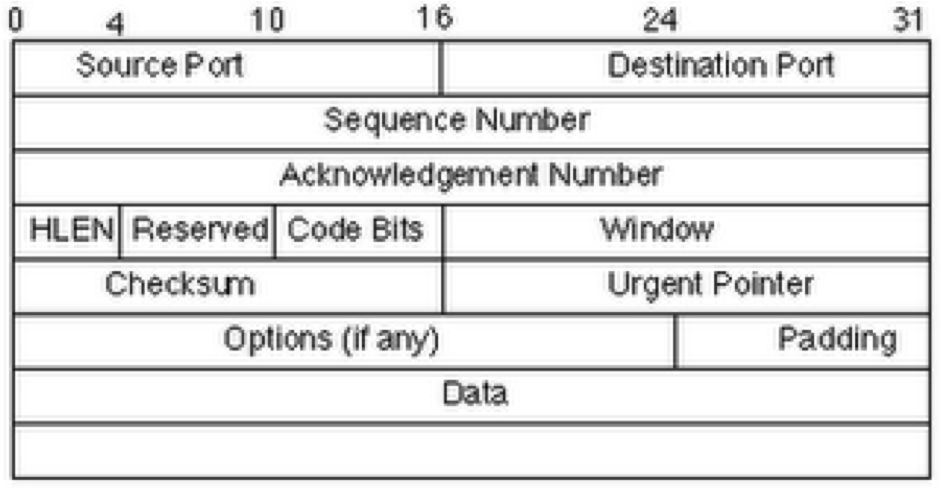 0 4 10 16 24 31
Source Port Destination Port
Sequence Number
Acknowledgement Number
HLEN Reserved Code Bits Window
Checksum Urgent Pointer
Options (if any) Padding
Data